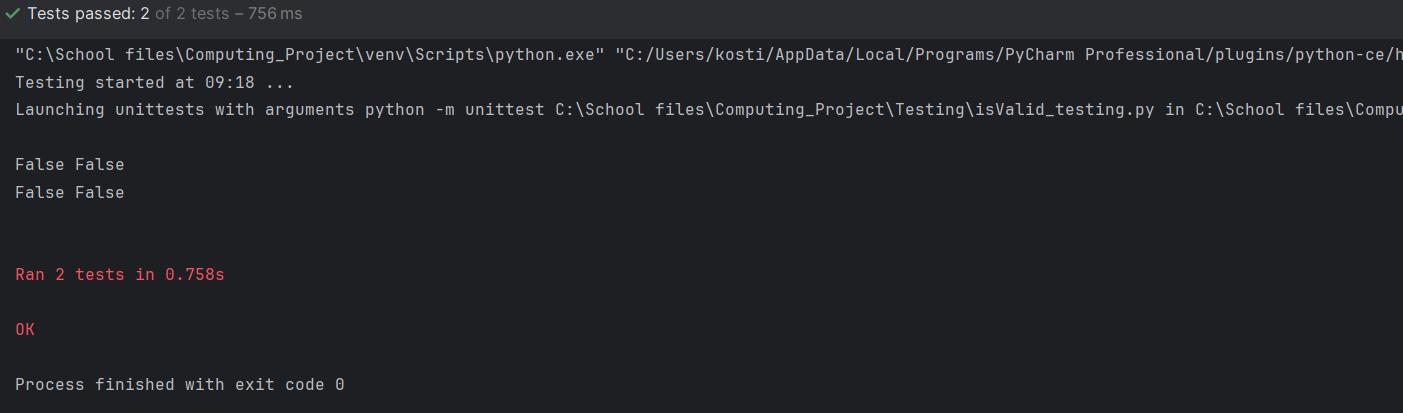 Tests passed: 2 of 2 tests – 756 ms
"C:\School files\Computing_Project\venv\Scripts\python.exe" "C:/Users/kosti/AppData/Local/Programs/PyCharm Professional/plugins/python-ce/h
Testing started at 09:18 ...
Launching unittests with arguments python -m unittest C:\School files\Computing_Project\Testing\isValid_testing.py in C:\School files\Compu
False False
False False
Ran 2 tests in 0.758s
OK
Process finished with exit code 0